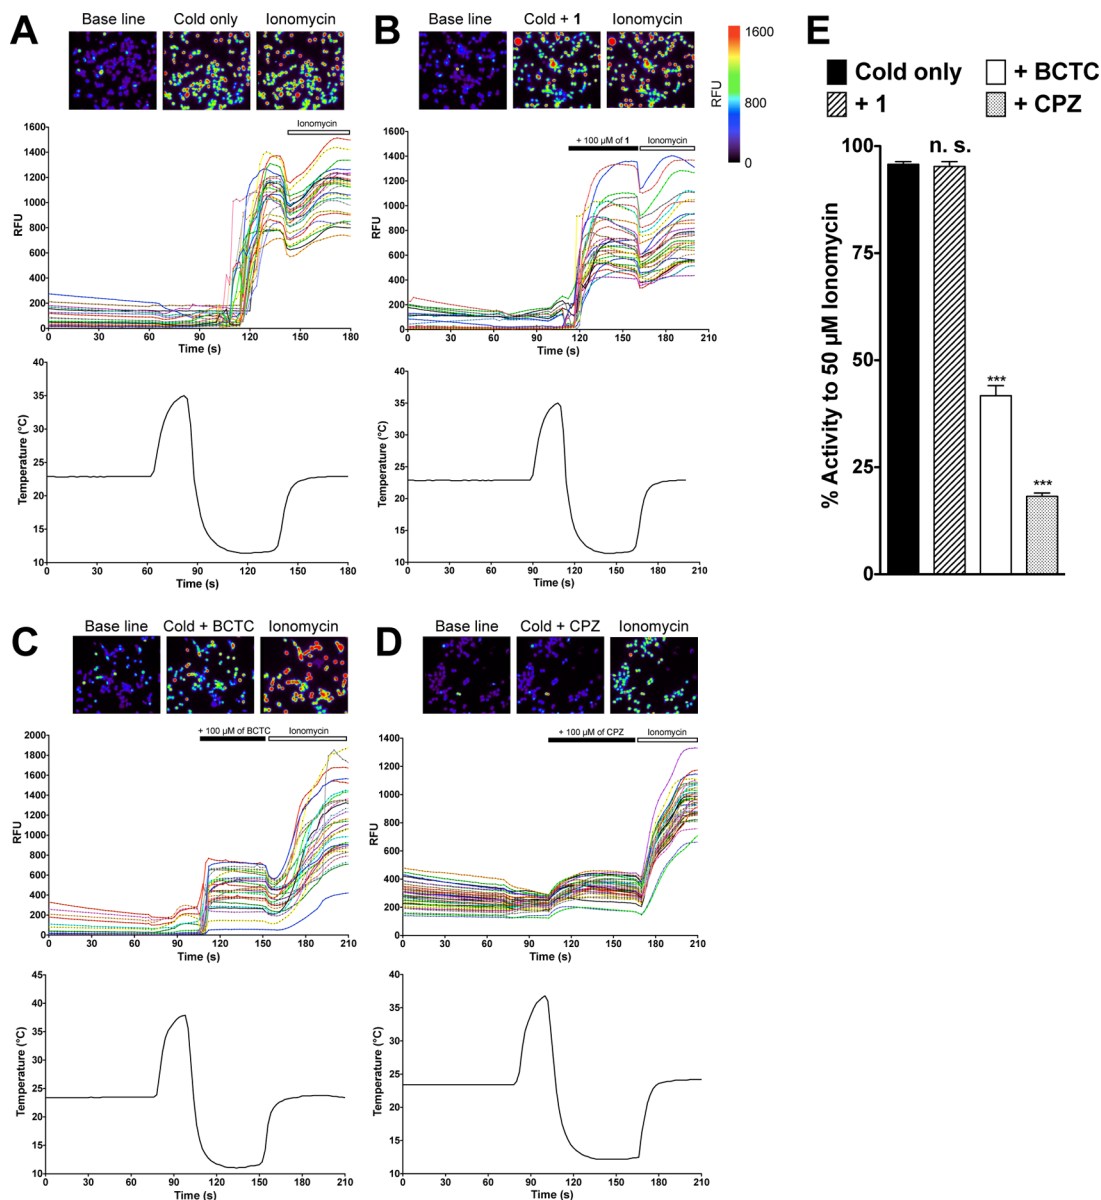 A
Base line Cold only Ionomycin
Ionomycin
1600
1400
1200
1000
800
600
400
200
0
RFU
0 30 60 90 120 150 180
Time (s)
40
35
30
25
20
15
10
Temperature (°C)
0 30 60 90 120 150 180
Time (s)
B
Base line Cold + 1 Ionomycin
1600
800
0
RFU
+ 100 µM of 1 Ionomycin
1600
1400
1200
1000
800
600
400
200
0
RFU
0 30 60 90 120 150 180 210
Time (s)
40
35
30
25
20
15
10
Temperature (°C)
0 30 60 90 120 150 180 210
Time (s)
E
Cold only + BCTC
+ 1 + CPZ
100
75
50
25
0
% Activity to 50 µM Ionomycin
n. s.
***
***
C
Base line Cold + BCTC Ionomycin
+ 100 µM of BCTC Ionomycin
2000
1800
1600
1400
1200
1000
800
600
400
200
0
RFU
0 30 60 90 120 150 180 210
Time (s)
45
40
35
30
25
20
15
10
Temperature (°C)
0 30 60 90 120 150 180 210
Time (s)
D
Base line Cold + CPZ Ionomycin
+ 100 µM of CPZ Ionomycin
1400
1200
1000
800
600
400
200
0
RFU
0 30 60 90 120 150 180 210
Time (s)
40
35
30
25
20
15
10
Temperature (°C)
0 30 60 90 120 150 180 210
Time (s)